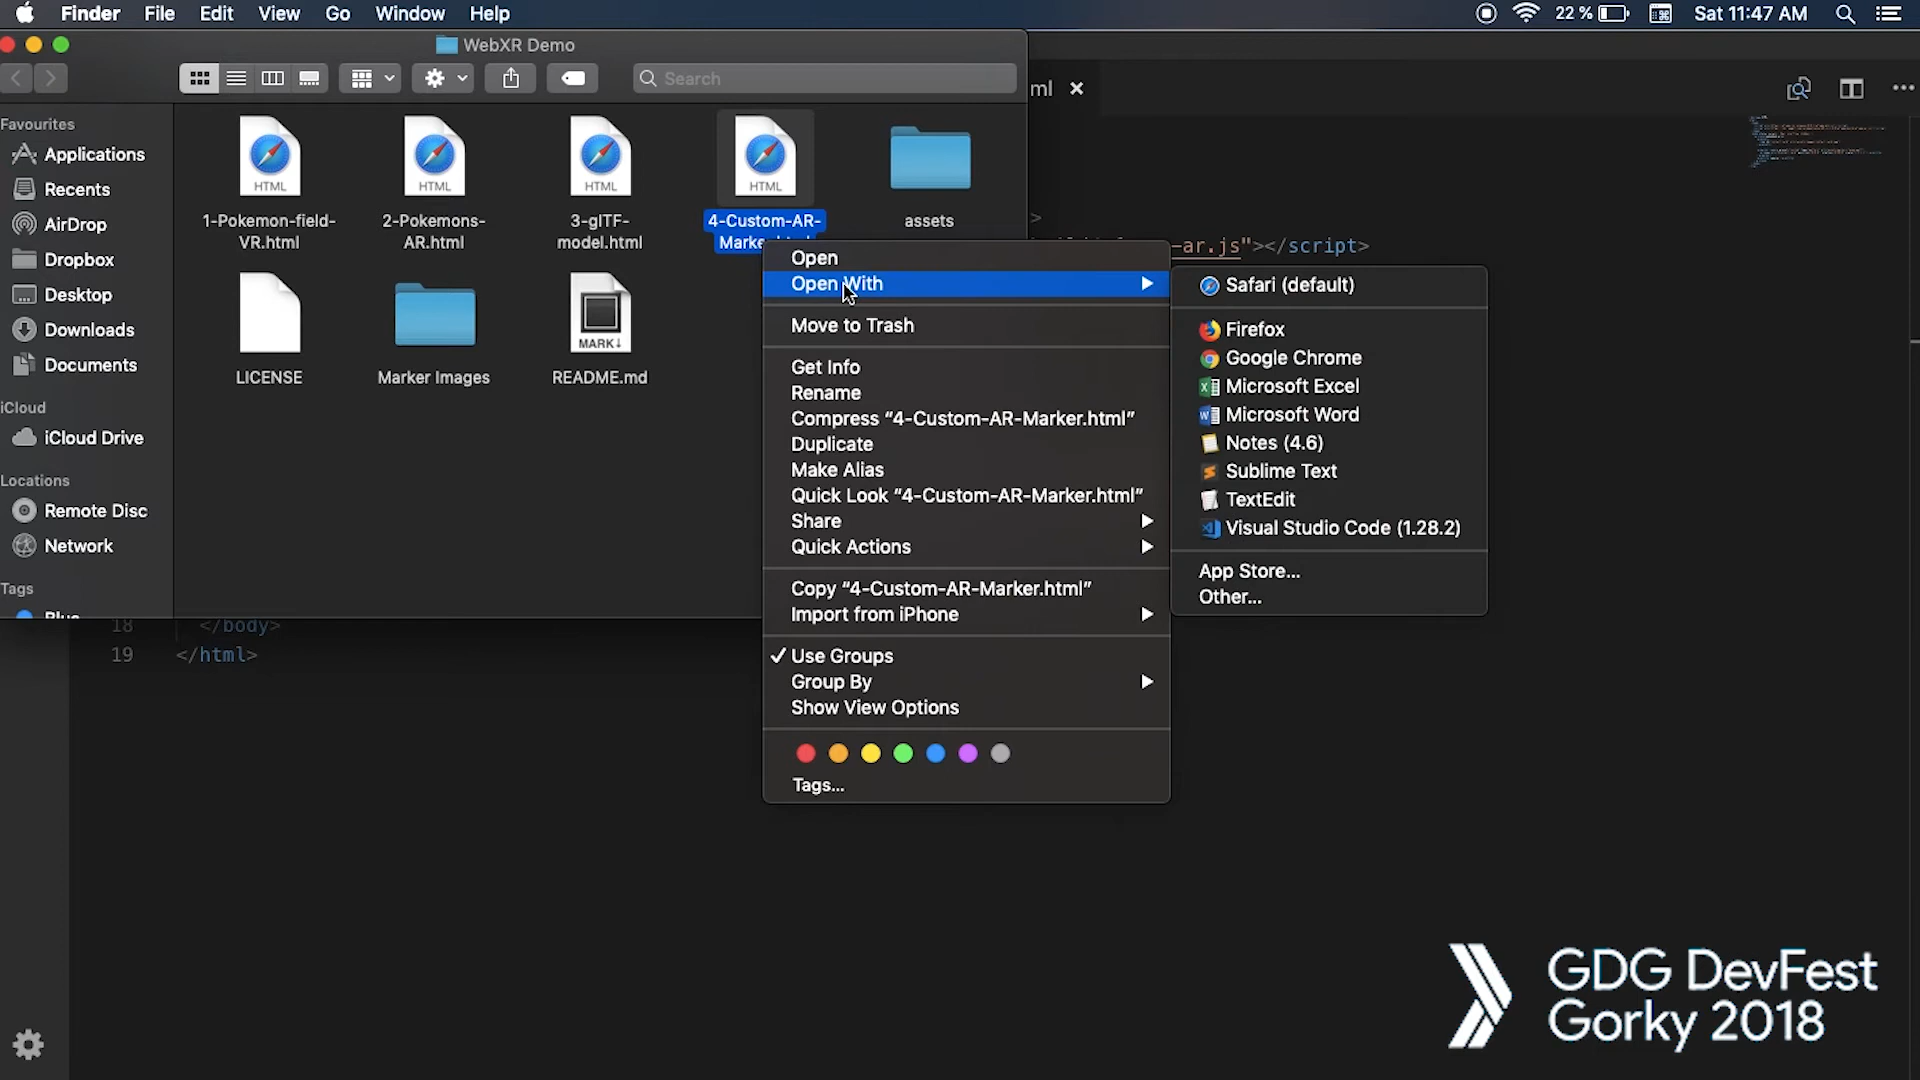 Finder File Edit View Go Window Help
22 % Sat 11:47 AM
WebXR Demo
Search
ml
Favourites
Applications
Recents
AirDrop
Dropbox
Desktop
Downloads
Documents
iCloud
iCloud Drive
Locations
Remote Disc
Network
Tags
Blue
HTML
1-Pokemon-field-
VR.html
HTML
2-Pokemons-
AR.html
HTML
3-glTF-
model.html
HTML
4-Custom-AR-
assets
LICENSE
Marker Images
MARK↓
README.md
>
-ar.js"></script>
Open
Open With
Move to Trash
Get Info
Rename
Compress “4-Custom-AR-Marker.html”
Duplicate
Make Alias
Quick Look “4-Custom-AR-Marker.html”
Share
Quick Actions
Copy “4-Custom-AR-Marker.html”
Import from iPhone
Use Groups
Group By
Show View Options
Tags...
Safari (default)
Firefox
Google Chrome
Microsoft Excel
Microsoft Word
Notes (4.6)
Sublime Text
TextEdit
Visual Studio Code (1.28.2)
App Store...
Other...
18 </body>
19 </html>
GDG DevFest
Gorky 2018